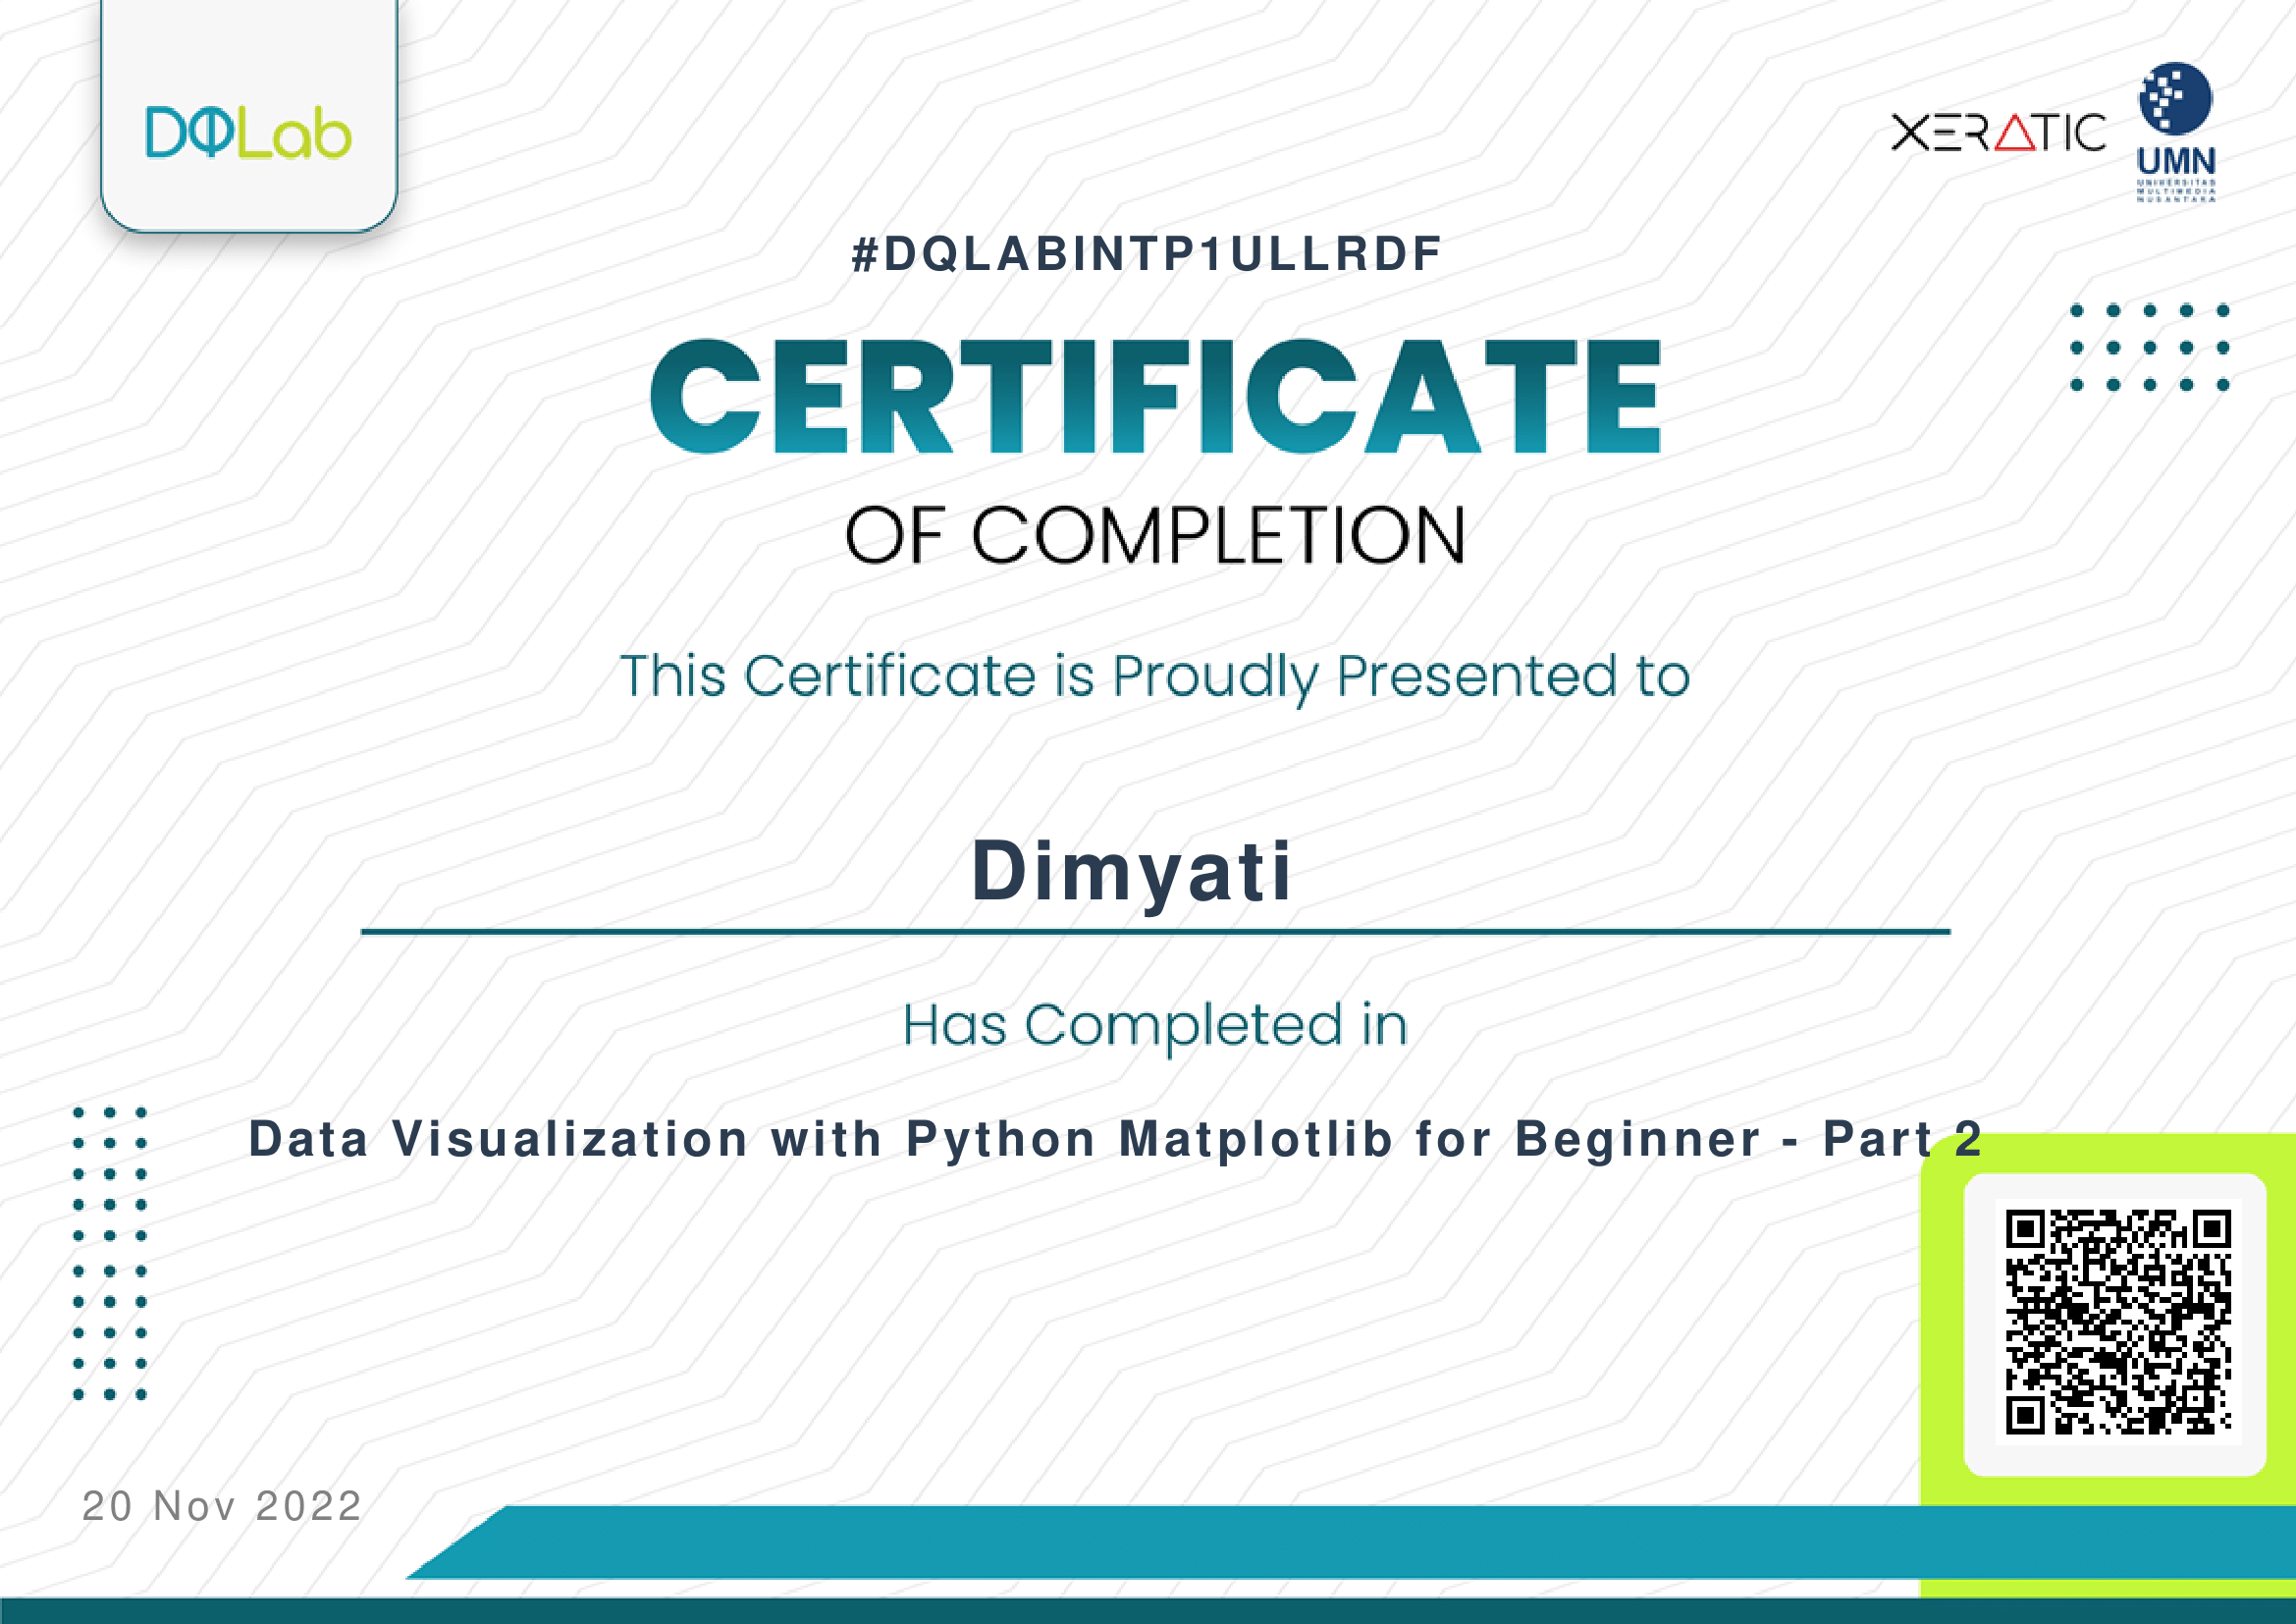 DQLab
XERATIC
UMN
UNIVERSITAS
MULTIMEDIA
NUSANTARA
#DQLABINTP1ULLRDF
CERTIFICATE
OF COMPLETION
This Certificate is Proudly Presented to
Dimyati
Has Completed in
Data Visualization with Python Matplotlib for Beginner - Part 2
20 Nov 2022